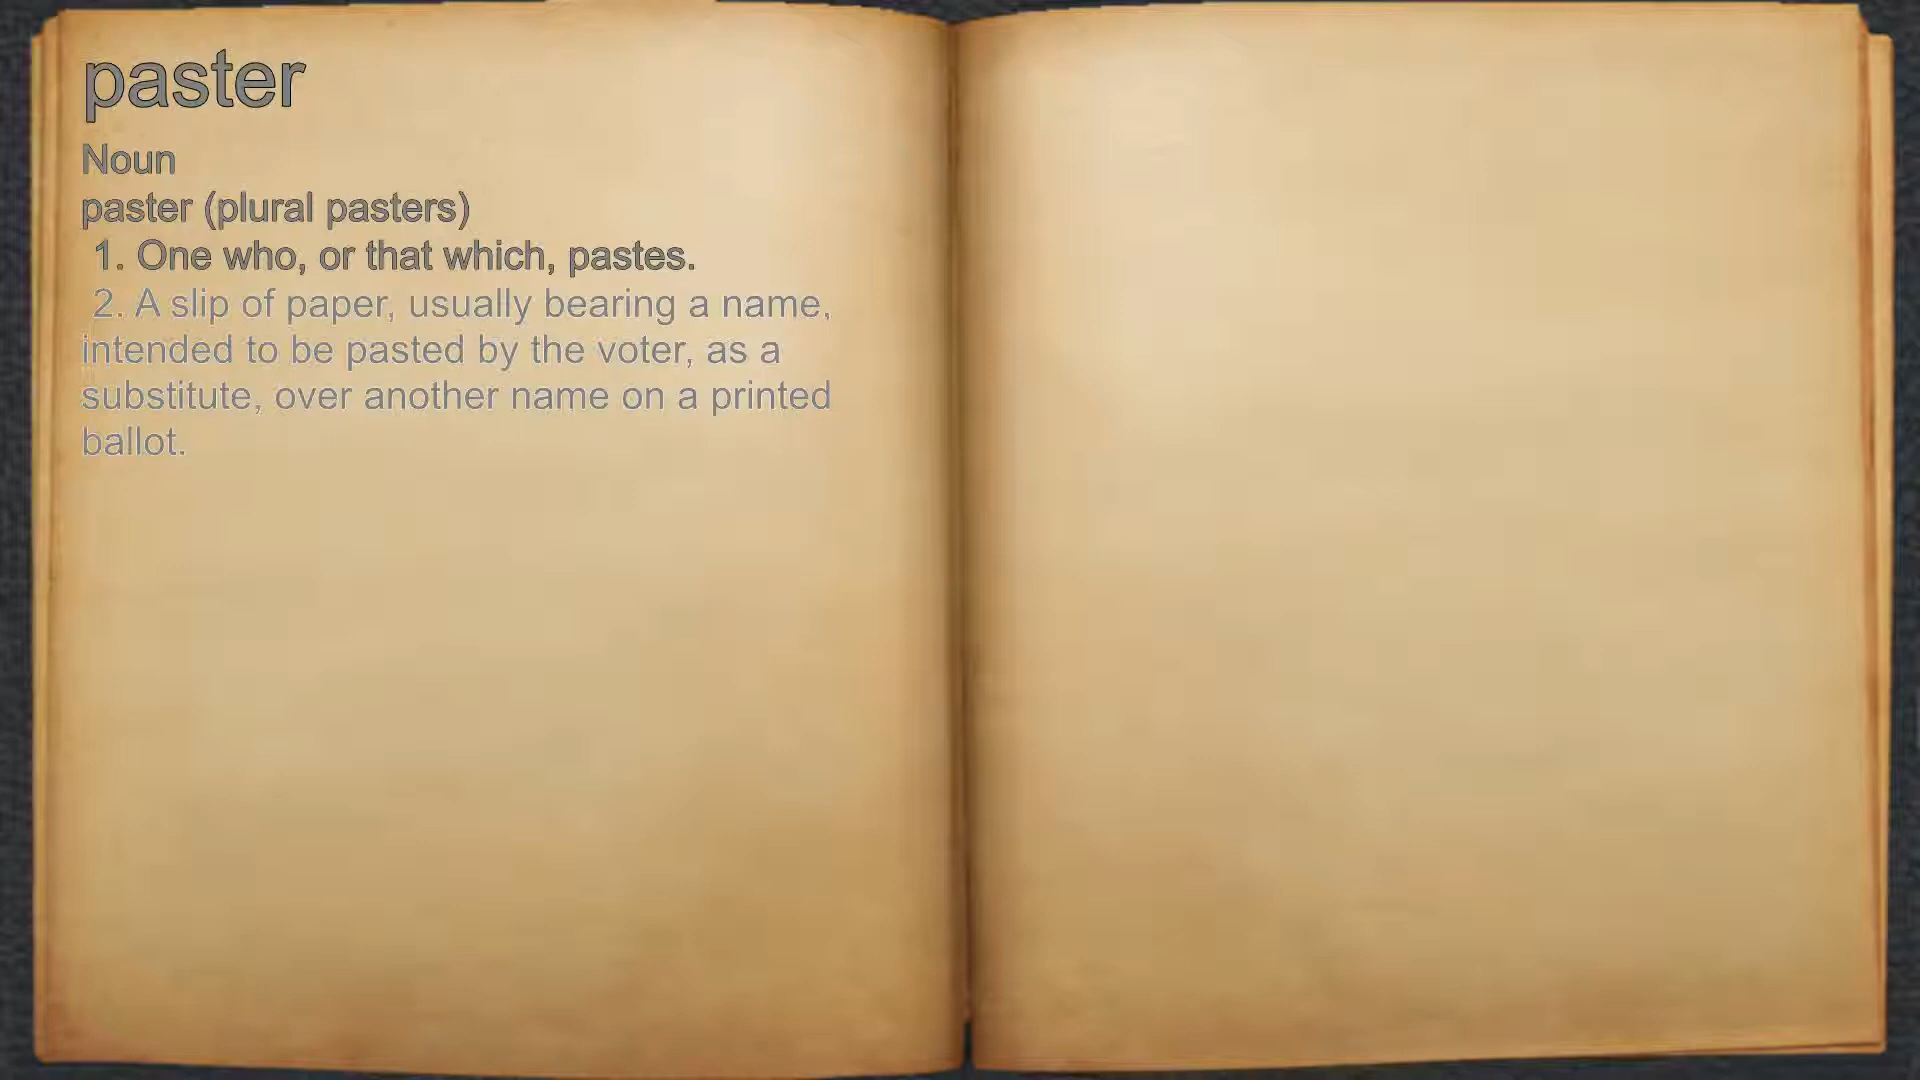 paster
Noun
paster (plural pasters)
1. One who, or that which, pastes.
2. A slip of paper, usually bearing a name,
intended to be pasted by the voter, as a
substitute, over another name on a printed
ballot.